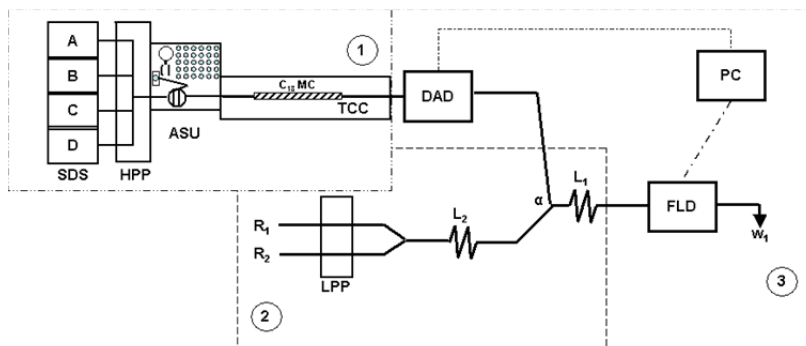 A
B
C
D
SDS
HPP
ASU
C18 MC
TCC
1
DAD
PC
R1
R2
LPP
L2
α
L1
FLD
W1
2
3